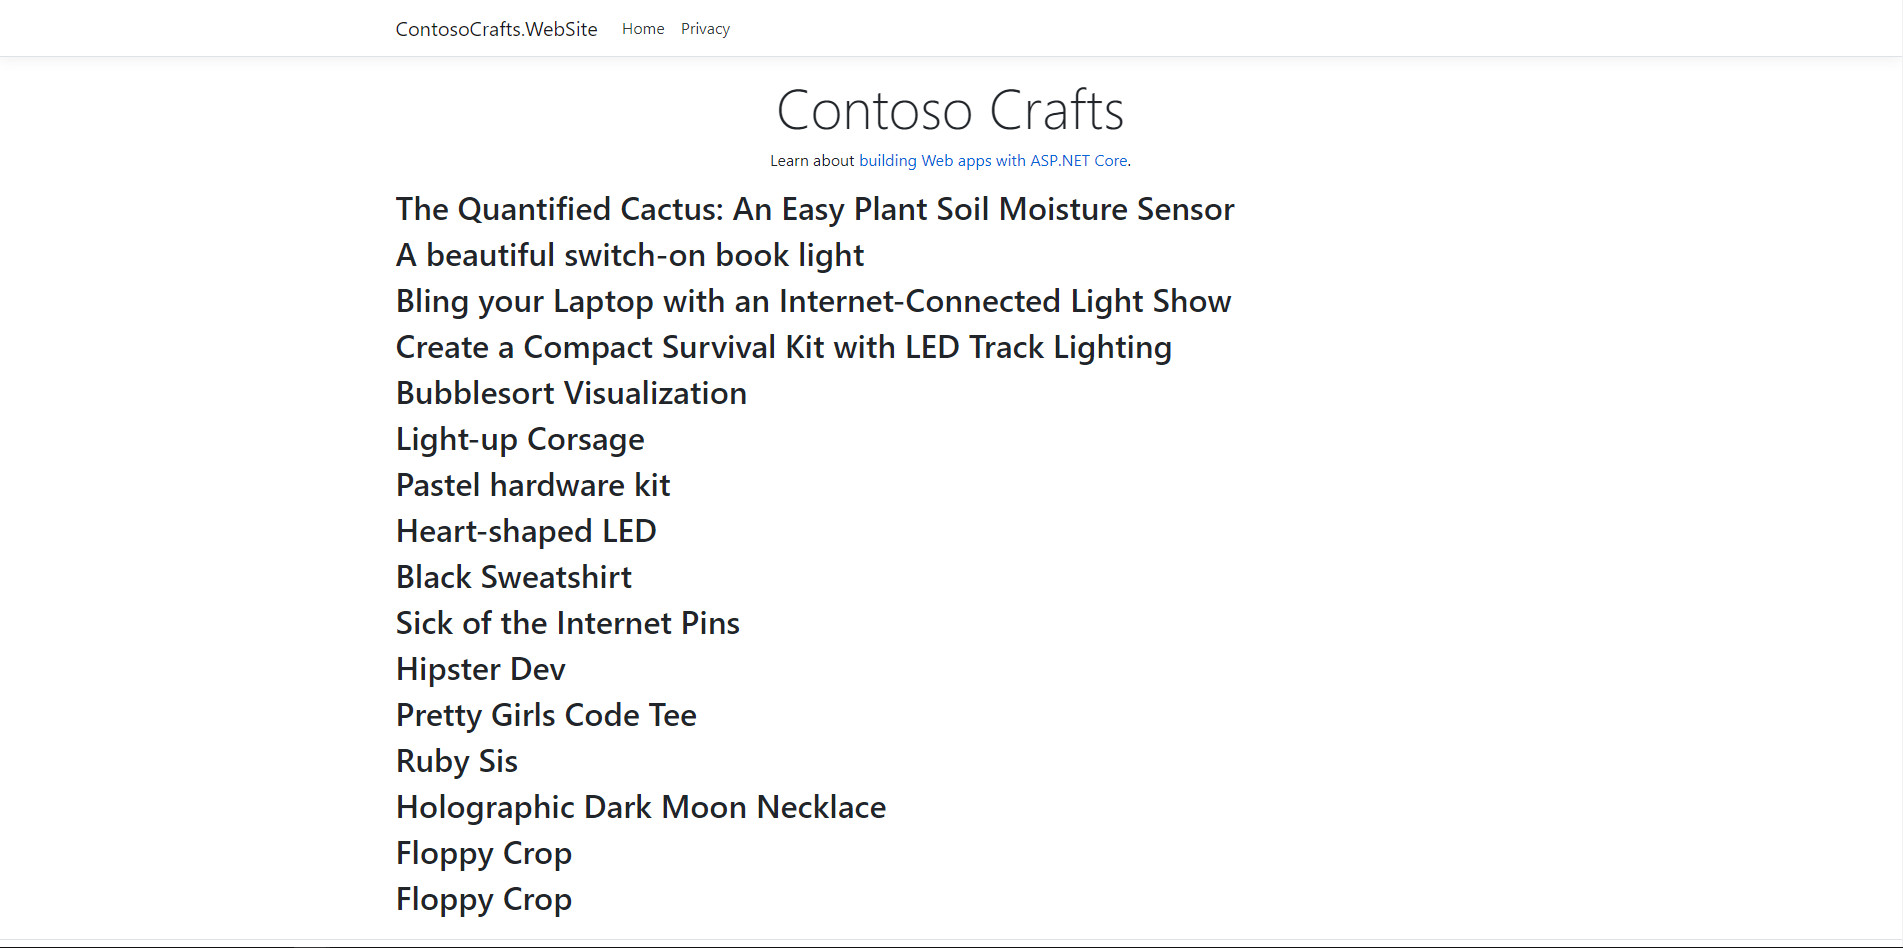 ContosoCrafts.WebSite Home Privacy
Contoso Crafts
Learn about building Web apps with ASP.NET Core.
The Quantified Cactus: An Easy Plant Soil Moisture Sensor
A beautiful switch-on book light
Bling your Laptop with an Internet-Connected Light Show
Create a Compact Survival Kit with LED Track Lighting
Bubblesort Visualization
Light-up Corsage
Pastel hardware kit
Heart-shaped LED
Black Sweatshirt
Sick of the Internet Pins
Hipster Dev
Pretty Girls Code Tee
Ruby Sis
Holographic Dark Moon Necklace
Floppy Crop
Floppy Crop